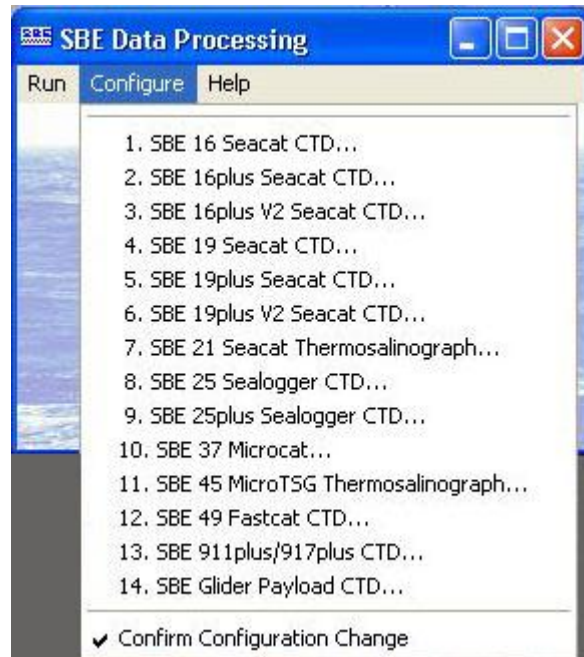 SBE SBE Data Processing
Run Configure Help
1. SBE 16 Seacat CTD...
2. SBE 16plus Seacat CTD...
3. SBE 16plus V2 Seacat CTD...
4. SBE 19 Seacat CTD...
5. SBE 19plus Seacat CTD...
6. SBE 19plus V2 Seacat CTD...
7. SBE 21 Seacat Thermosalinograph...
8. SBE 25 Sealogger CTD...
9. SBE 25plus Sealogger CTD...
10. SBE 37 Microcat...
11. SBE 45 MicroTSG Thermosalinograph...
12. SBE 49 Fastcat CTD...
13. SBE 911plus/917plus CTD...
14. SBE Glider Payload CTD...
Confirm Configuration Change